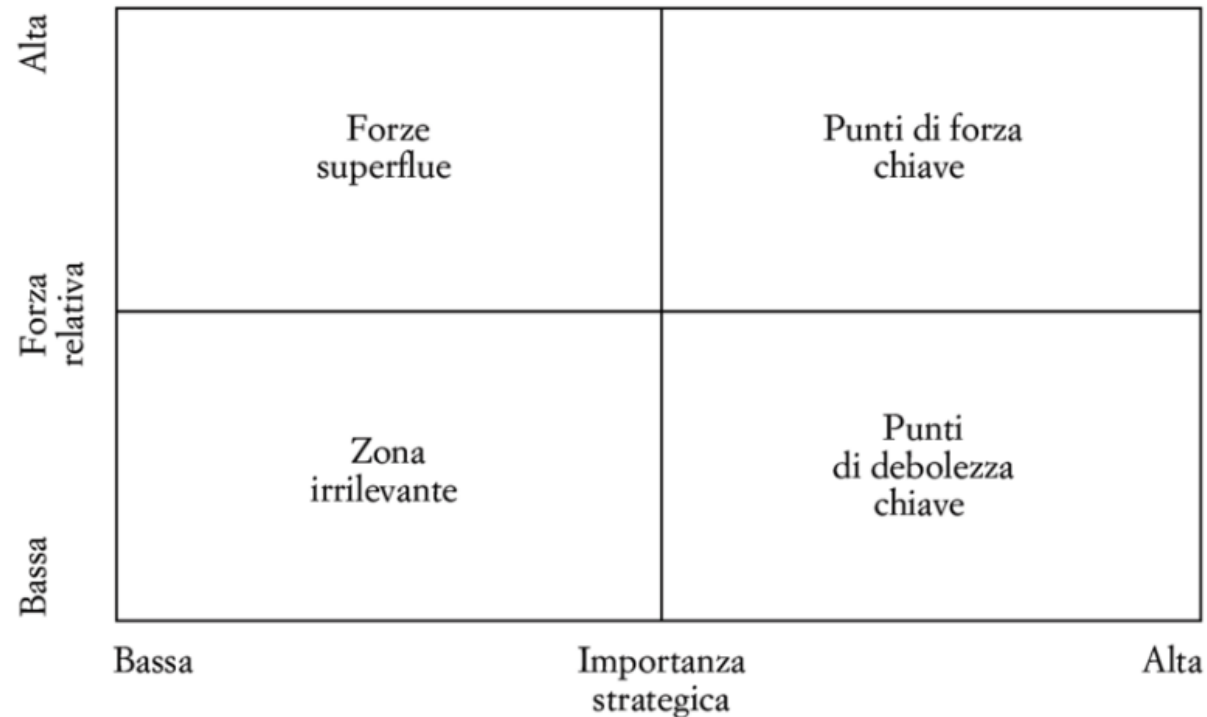 Alta
Forze
superflue
Punti di forza
chiave
Forza
relativa
Zona
irrilevante
Punti
di debolezza
chiave
Bassa
Bassa
Importanza
strategica
Alta